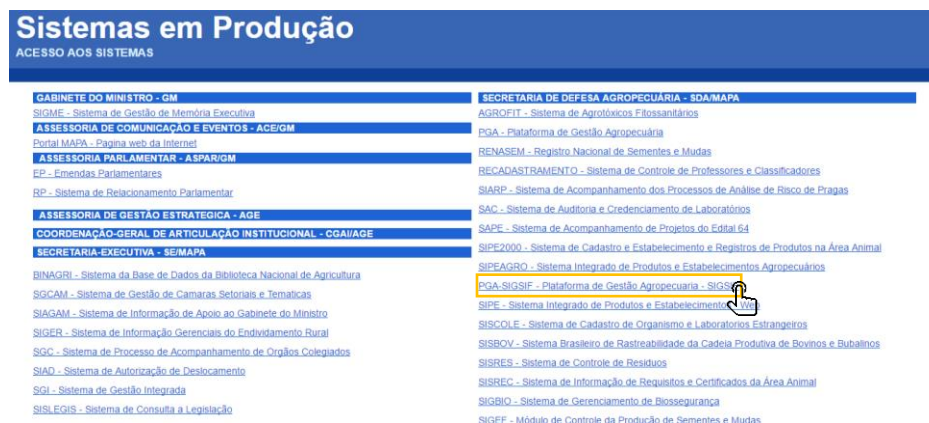 Sistemas em Produção
ACESSO AOS SISTEMAS
GABINETE DO MINISTRO - GM
SIGME - Sistema de Gestão de Memória Executiva
ASSESSORIA DE COMUNICAÇÃO E EVENTOS - ACE/GM
Portal MAPA - Pagina web da Internet
ASSESSORIA PARLAMENTAR - ASPAR/GM
EP - Emendas Parlamentares
RP - Sistema de Relacionamento Parlamentar
ASSESSORIA DE GESTÃO ESTRATEGICA - AGE
COORDENAÇÃO-GERAL DE ARTICULAÇÃO INSTITUCIONAL - CGAI/AGE
SECRETARIA-EXECUTIVA - SE/MAPA
BINAGRI - Sistema da Base de Dados da Biblioteca Nacional de Agricultura
SGCAM - Sistema de Gestão de Camaras Setoriais e Tematicas
SIAGAM - Sistema de Informação de Apoio ao Gabinete do Ministro
SIGER - Sistema de Informação Gerenciais do Endividamento Rural
SGC - Sistema de Processo de Acompanhamento de Orgãos Colegiados
SIAD - Sistema de Autorização de Deslocamento
SGI - Sistema de Gestão Integrada
SISLEGIS - Sistema de Consulta a Legislação
SECRETARIA DE DEFESA AGROPECUÁRIA - SDA/MAPA
AGROFIT - Sistema de Agrotóxicos Fitossanitários
PGA - Plataforma de Gestão Agropecuária
RENASEM - Registro Nacional de Sementes e Mudas
RECADASTRAMENTO - Sistema de Controle de Professores e Classificadores
SIARP - Sistema de Acompanhamento dos Processos de Análise de Risco de Pragas
SAC - Sistema de Auditoria e Credenciamento de Laboratórios
SAPE - Sistema de Acompanhamento de Projetos do Edital 64
SIPE2000 - Sistema de Cadastro e Estabelecimento e Registros de Produtos na Área Animal
SIPEAGRO - Sistema Integrado de Produtos e Estabelecimentos Agropecuários
PGA-SIGSIF - Plataforma de Gestão Agropecuaria -
SIPE - Sistema Integrado de Produtos e Estabelecimentos Web
SISCOLE - Sistema de Cadastro de Organismo e Laboratorios Estrangeiros
SISBOV - Sistema Brasileiro de Rastreabilidade da Cadeia Produtiva de Bovinos e Bubalinos
SISRES - Sistema de Controle de Residuos
SISREC - Sistema de Informação de Requisitos e Certificados da Área Animal
SIGBIO - Sistema de Gerenciamento de Biossegurança
SIGEF - Módulo de Controle da Produção de Sementes e Mudas